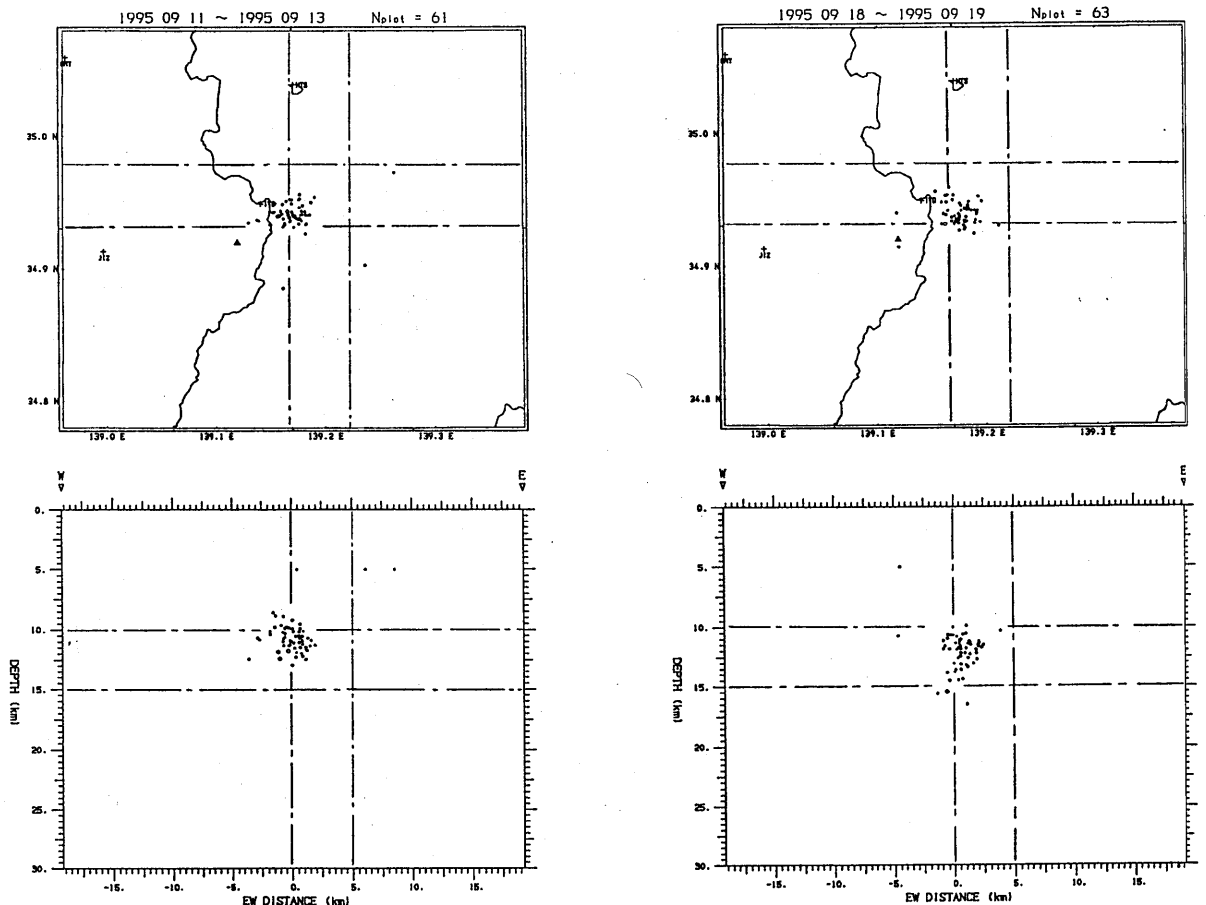 1995 09 11 ~ 1995 09 13 Nplot = 61
35.0 N
34.9 N
34.8 N
JIZ
139.0 E 139.1 E 139.2 E 139.3 E
W E
0.
5.
10.
15.
20.
25.
30.
DEPTH (km)
-15. -10. -5. 0. 5. 10. 15.
EW DISTANCE (km)
1995 09 18 ~ 1995 09 19 Nplot = 63
35.0 N
34.9 N
34.8 N
JIZ
139.0 E 139.1 E 139.2 E 139.3 E
W E
0.
5.
10.
15.
20.
25.
30.
DEPTH (km)
-15. -10. -5. 0. 5. 10. 15.
EW DISTANCE (km)